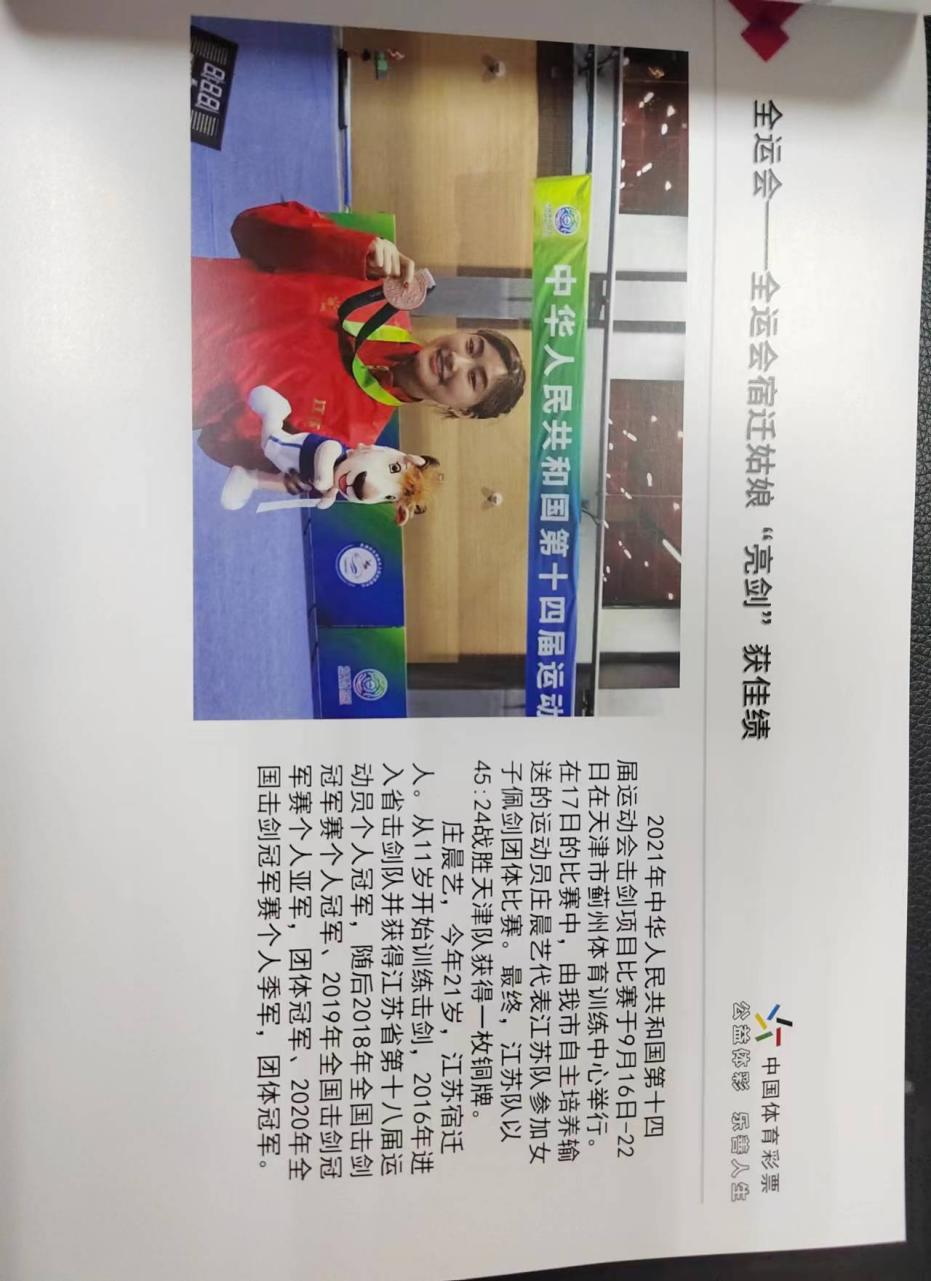 全运会——全运会宿迁姑娘“亮剑”获佳绩
中国体育彩票
公益体彩 乐善人生
中华人民共和国第十四届运动
2021年中华人民共和国第十四
届运动会击剑项目比赛于9月16日-22
日在天津市蓟州体育训练中心举行。
在17日的比赛中，由我市自主培养输
送的运动员庄晨艺代表江苏队参加女
子佩剑团体比赛。最终，江苏队以
45:24战胜天津队获得一枚铜牌。
庄晨艺，今年21岁，江苏宿迁
人。从11岁开始训练击剑，2016年进
入省击剑队并获得江苏省第十八届运
动员个人冠军，随后2018年全国击剑
冠军赛个人冠军、2019年全国击剑冠
军赛个人亚军，团体冠军、2020年全
国击剑冠军赛个人季军，团体冠军。